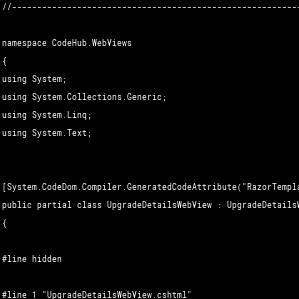 //----------------------------------------------------------
namespace CodeHub.WebViews
{
using System;
using System.Collections.Generic;
using System.Linq;
using System.Text;
[System.CodeDom.Compiler.GeneratedCodeAttribute("RazorTempla
public partial class UpgradeDetailsWebView : UpgradeDetailsW
{
#line hidden
#line 1 "UpgradeDetailsWebView.cshtml"